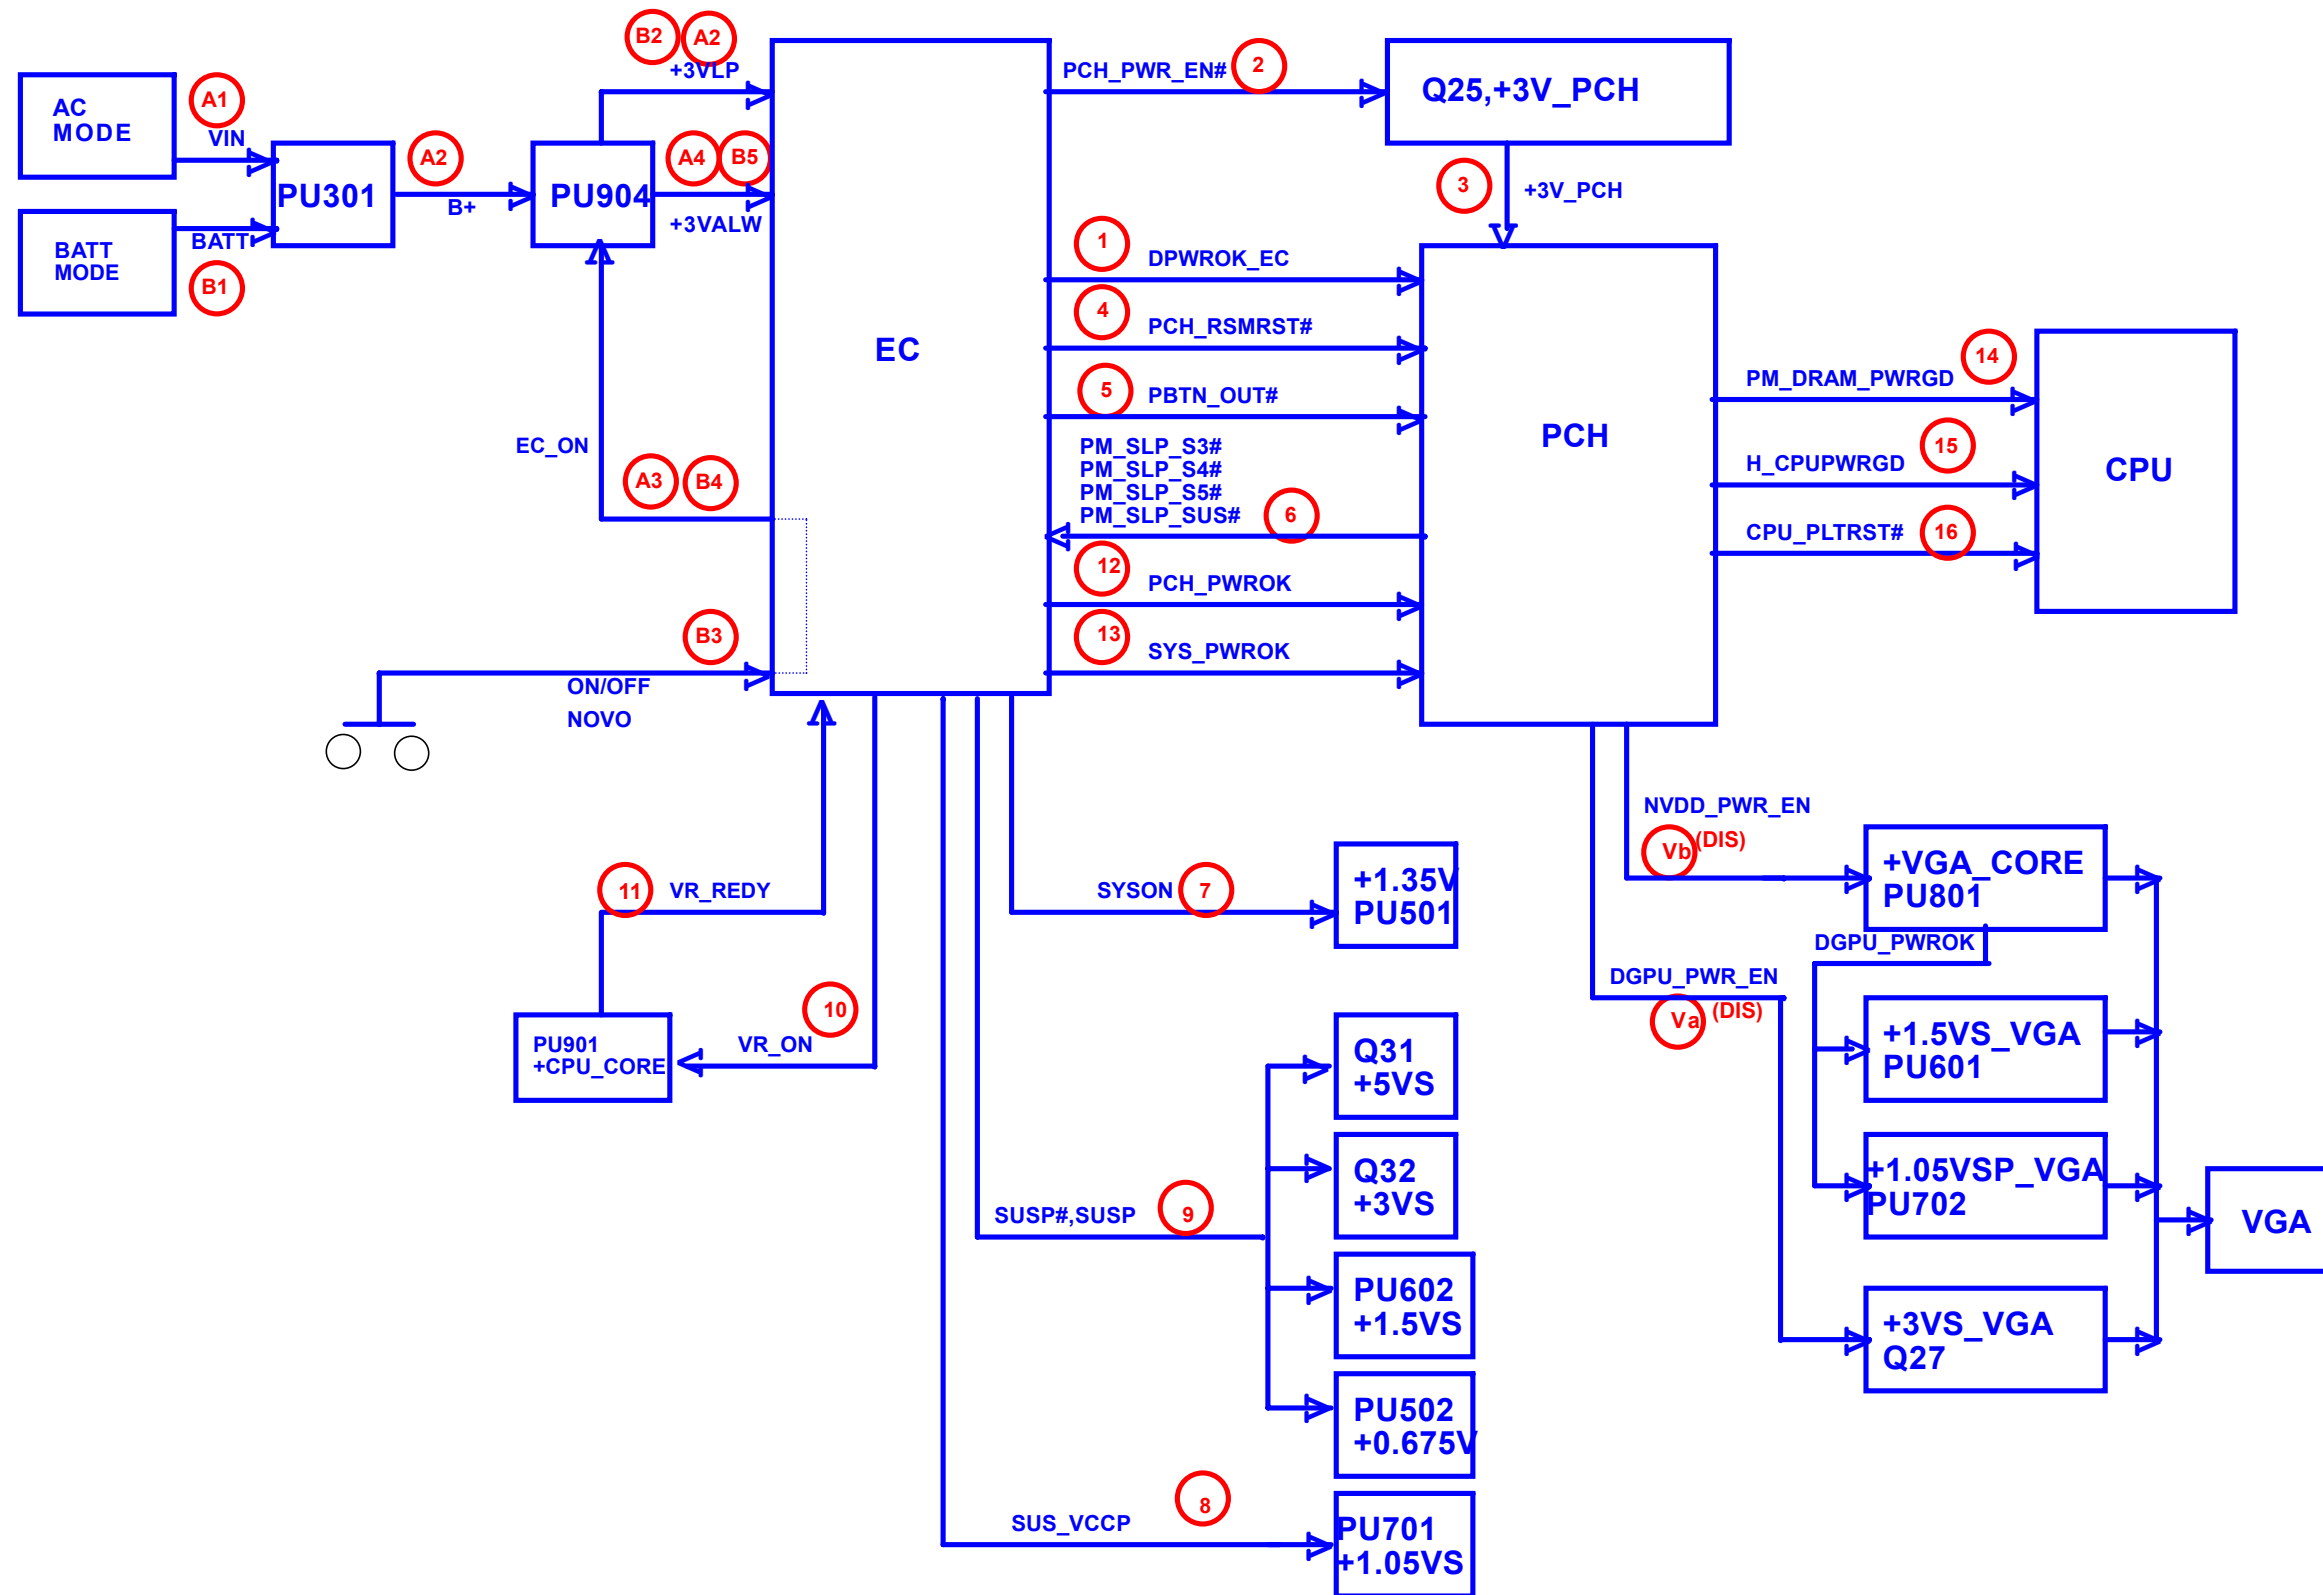 B2
A2
+3VLP
AC
MODE
A1
VIN
PU301
A2
B+
PU904
A4
B5
+3VALW
BATT
MODE
BATT
B1
EC
PCH_PWR_EN#
2
Q25,+3V_PCH
3
+3V_PCH
1
DPWROK_EC
4
PCH_RSMRST#
5
PBTN_OUT#
PM_SLP_S3#
PM_SLP_S4#
PM_SLP_S5#
PM_SLP_SUS#
6
12
PCH_PWROK
13
SYS_PWROK
PCH
PM_DRAM_PWRGD
14
H_CPUPWRGD
15
CPU_PLTRST#
16
CPU
EC_ON
A3
B4
B3
ON/OFF
NOVO
11
VR_REDY
10
VR_ON
PU901
+CPU_CORE
SYSON
7
+1.35V
PU501
Q31
+5VS
Q32
+3VS
SUSP#,SUSP
9
PU602
+1.5VS
PU502
+0.675V
SUS_VCCP
8
PU701
+1.05VS
NVDD_PWR_EN
Vb
(DIS)
+VGA_CORE
PU801
DGPU_PWROK
DGPU_PWR_EN
Va
(DIS)
+1.5VS_VGA
PU601
+1.05VSP_VGA
PU702
+3VS_VGA
Q27
VGA